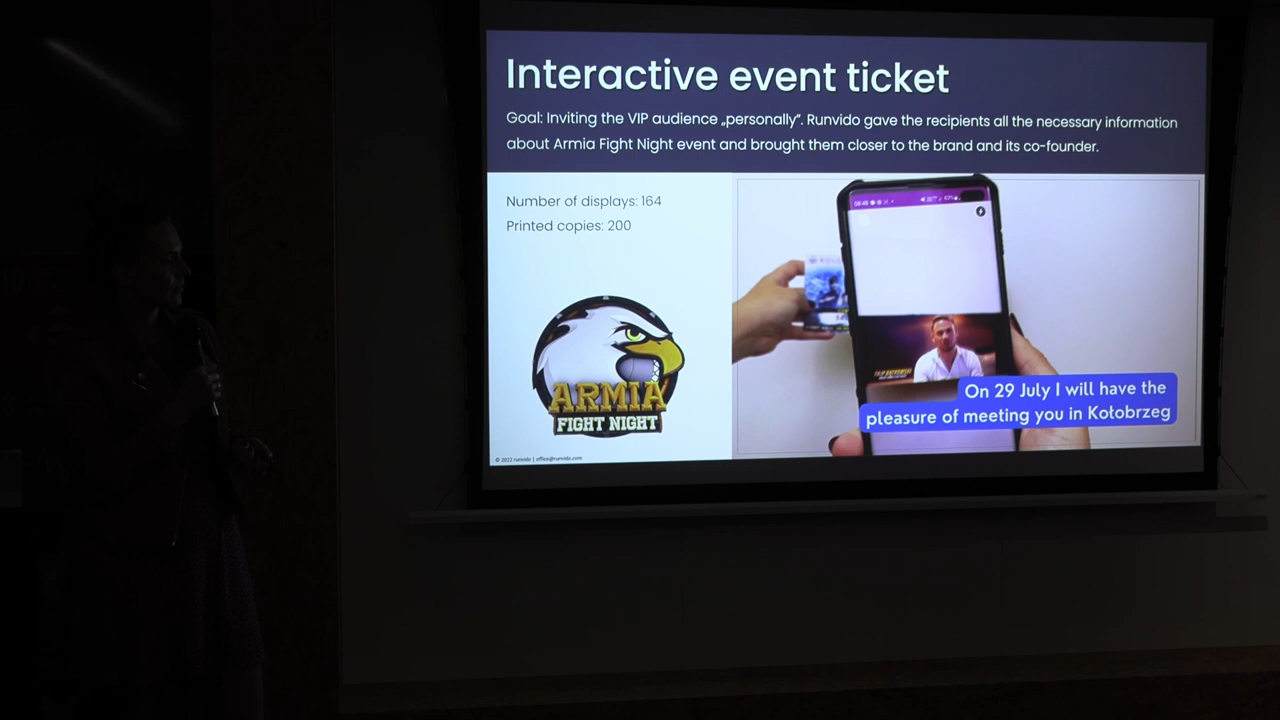 Interactive event ticket
Goal: Inviting the VIP audience „personally”. Runvido gave the recipients all the necessary information
about Armia Fight Night event and brought them closer to the brand and its co-founder.
Number of displays: 164
Printed copies: 200
ARMIA
FIGHT NIGHT
On 29 July I will have the
pleasure of meeting you in Kołobrzeg
© 2022 runvido | office@runvido.com